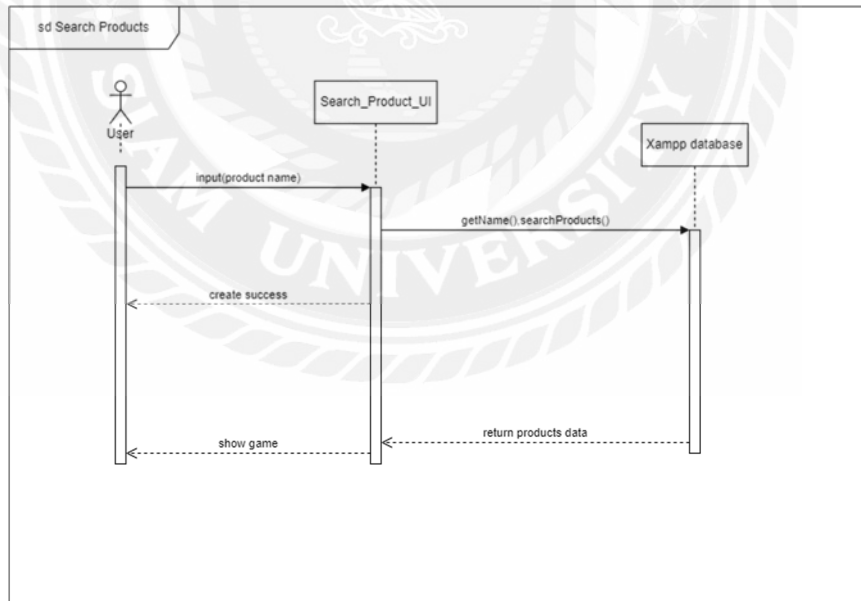 sd Search Products
User
Search_Product_UI
Xampp database
input(product name)
getName(),searchProducts()
create success
return products data
show game
SIAM UNIVERSITY